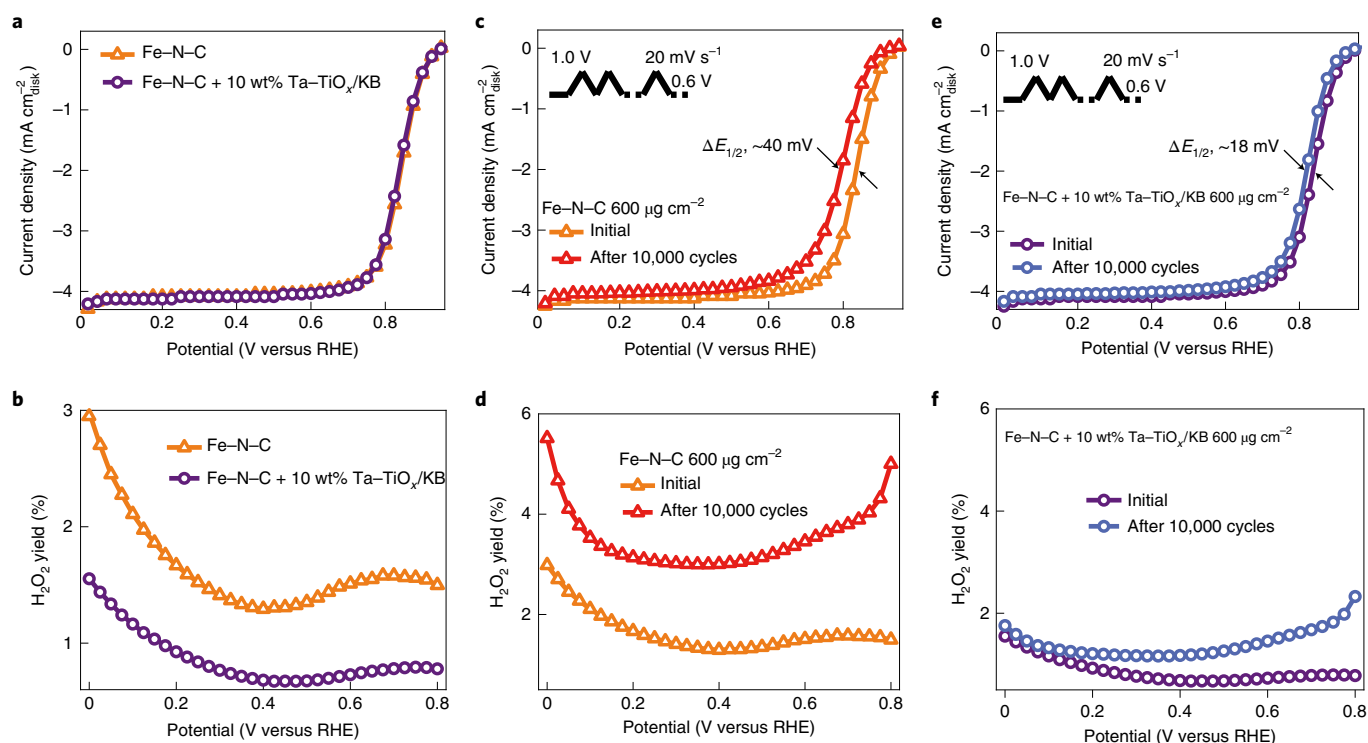 a
Current density (mA cm⁻²disk)
0
−1
−2
−3
−4
Fe–N–C
Fe–N–C + 10 wt% Ta–TiOₓ/KB
0 0.2 0.4 0.6 0.8
Potential (V versus RHE)
c
Current density (mA cm⁻²disk)
0
−1
−2
−3
−4
1.0 V 20 mV s⁻¹
0.6 V
ΔE₁/₂, ~40 mV
Fe–N–C 600 μg cm⁻²
Initial
After 10,000 cycles
0 0.2 0.4 0.6 0.8
Potential (V versus RHE)
e
Current density (mA cm⁻²disk)
0
−1
−2
−3
−4
1.0 V 20 mV s⁻¹
0.6 V
ΔE₁/₂, ~18 mV
Fe–N–C + 10 wt% Ta–TiOₓ/KB 600 μg cm⁻²
Initial
After 10,000 cycles
0 0.2 0.4 0.6 0.8
Potential (V versus RHE)
b
H₂O₂ yield (%)
3
2
1
Fe–N–C
Fe–N–C + 10 wt% Ta–TiOₓ/KB
0 0.2 0.4 0.6 0.8
Potential (V versus RHE)
d
H₂O₂ yield (%)
6
4
2
Fe–N–C 600 μg cm⁻²
Initial
After 10,000 cycles
0 0.2 0.4 0.6 0.8
Potential (V versus RHE)
f
H₂O₂ yield (%)
6
4
2
Fe–N–C + 10 wt% Ta–TiOₓ/KB 600 μg cm⁻²
Initial
After 10,000 cycles
0 0.2 0.4 0.6 0.8
Potential (V versus RHE)